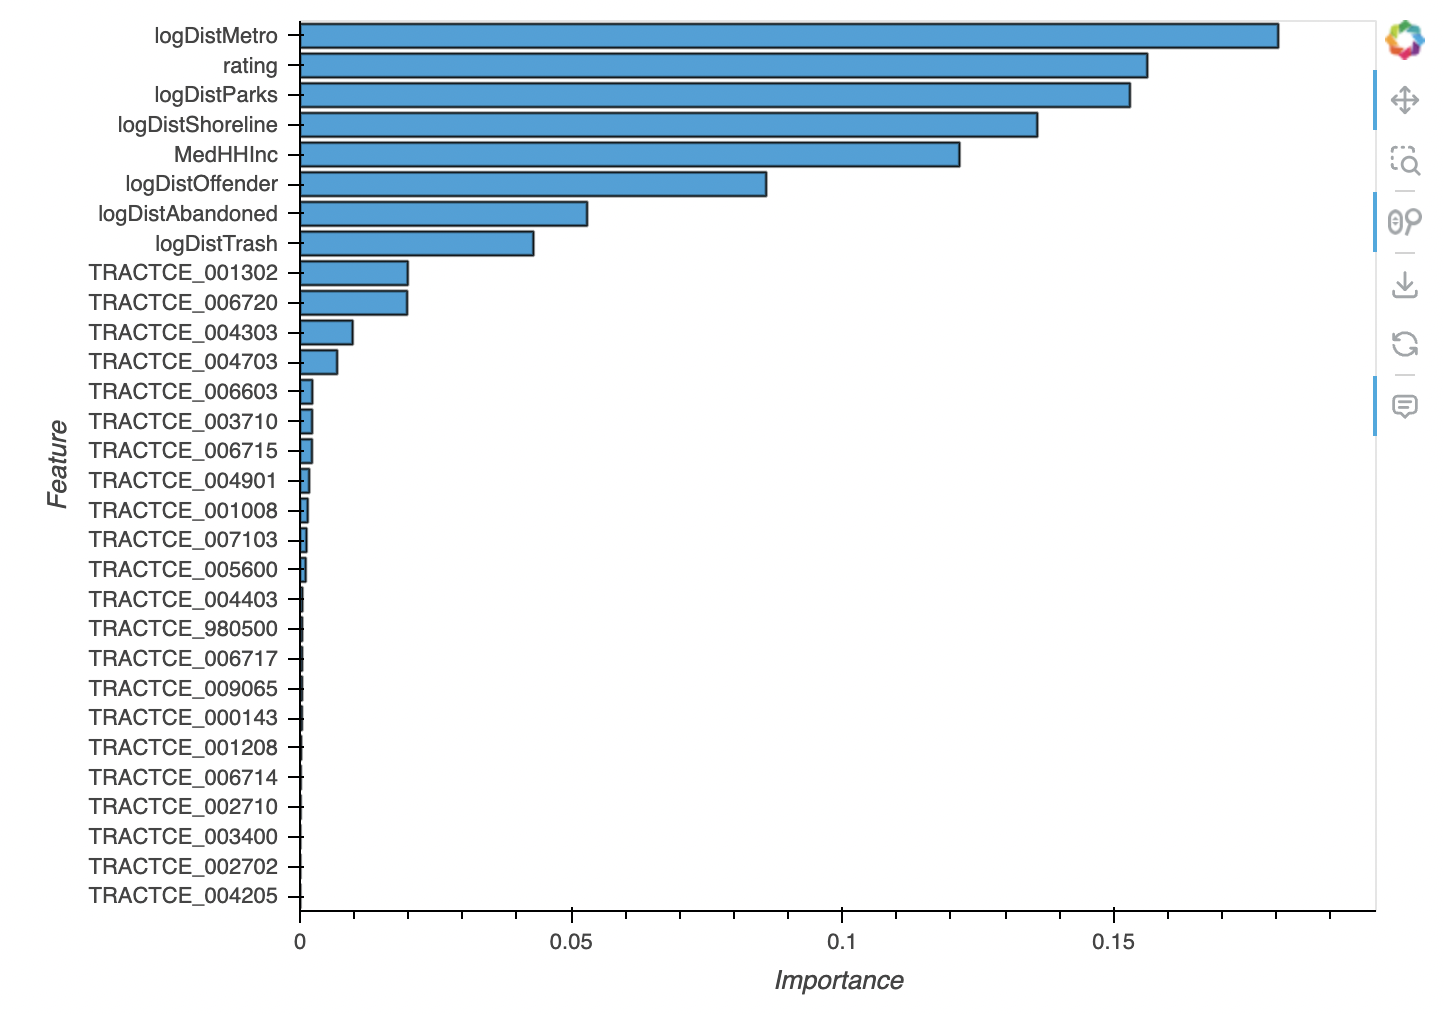 logDistMetro
rating
logDistParks
logDistShoreline
MedHHInc
logDistOffender
logDistAbandoned
logDistTrash
TRACTCE_001302
TRACTCE_006720
TRACTCE_004303
TRACTCE_004703
TRACTCE_006603
TRACTCE_003710
TRACTCE_006715
TRACTCE_004901
TRACTCE_001008
TRACTCE_007103
TRACTCE_005600
TRACTCE_004403
TRACTCE_980500
TRACTCE_006717
TRACTCE_009065
TRACTCE_000143
TRACTCE_001208
TRACTCE_006714
TRACTCE_002710
TRACTCE_003400
TRACTCE_002702
TRACTCE_004205
Feature
0 0.05 0.1 0.15
Importance